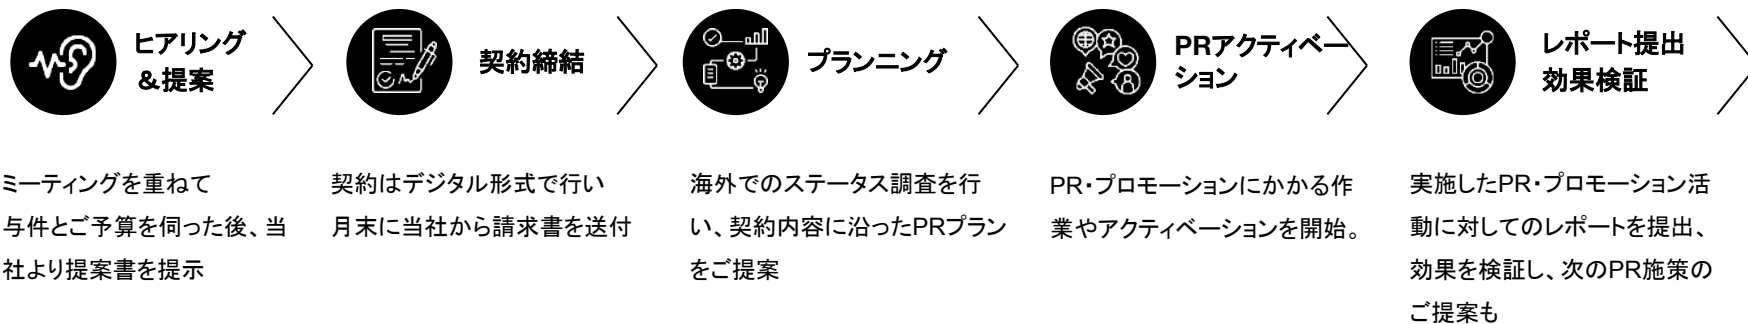 ヒアリング
&提案
契約締結
プランニング
PRアクティベー
ション
レポート提出
効果検証
ミーティングを重ねて
与件とご予算を伺った後、当
社より提案書を提示
契約はデジタル形式で行い
月末に当社から請求書を送付
海外でのステータス調査を行
い、契約内容に沿ったPRプラン
をご提案
PR・プロモーションにかかる作
業やアクティベーションを開始。
実施したPR・プロモーション活
動に対してのレポートを提出、
効果を検証し、次のPR施策の
ご提案も